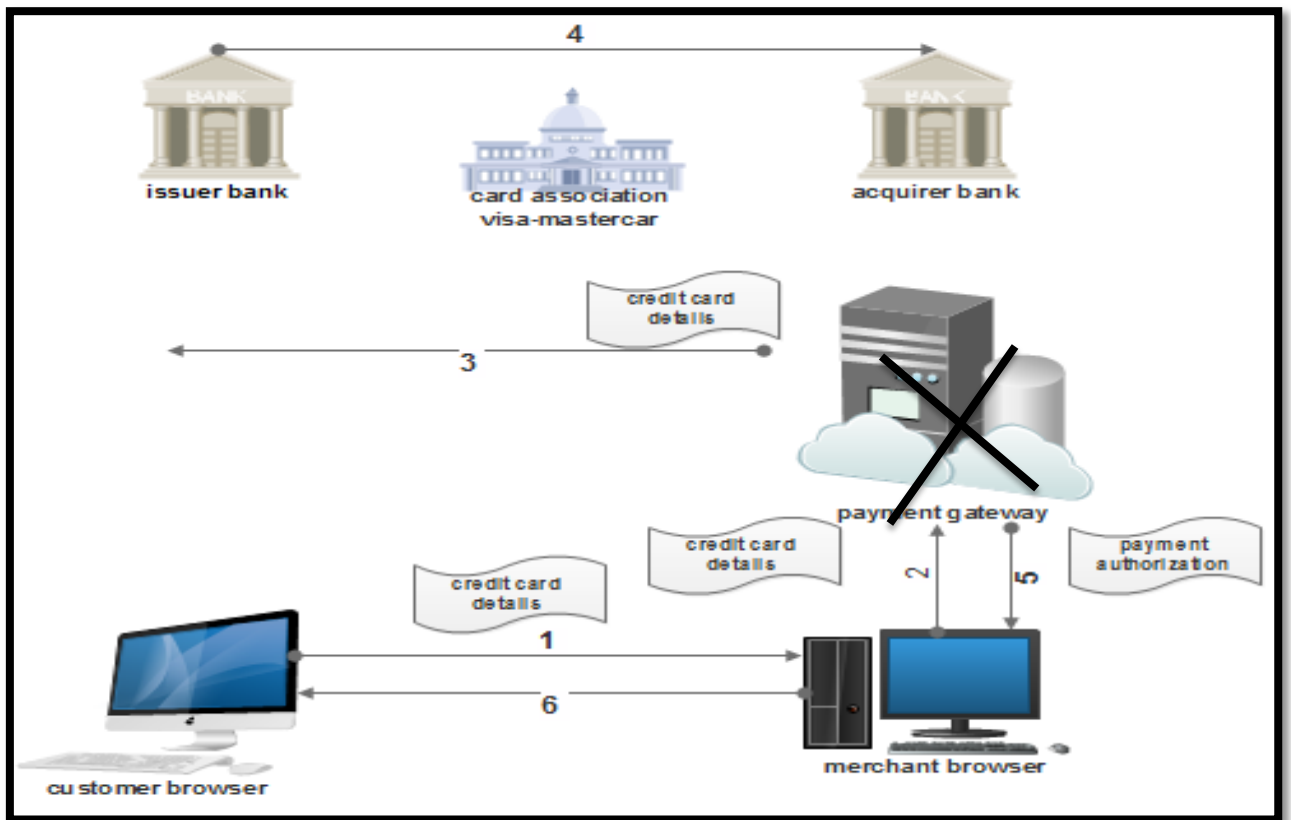 4
BANK
BANK
issuer bank
card association
visa-mastercar
acquirer bank
credit card
details
3
payment gateway
credit card
details
2
5
payment
authorization
credit card
details
1
6
merchant browser
customer browser